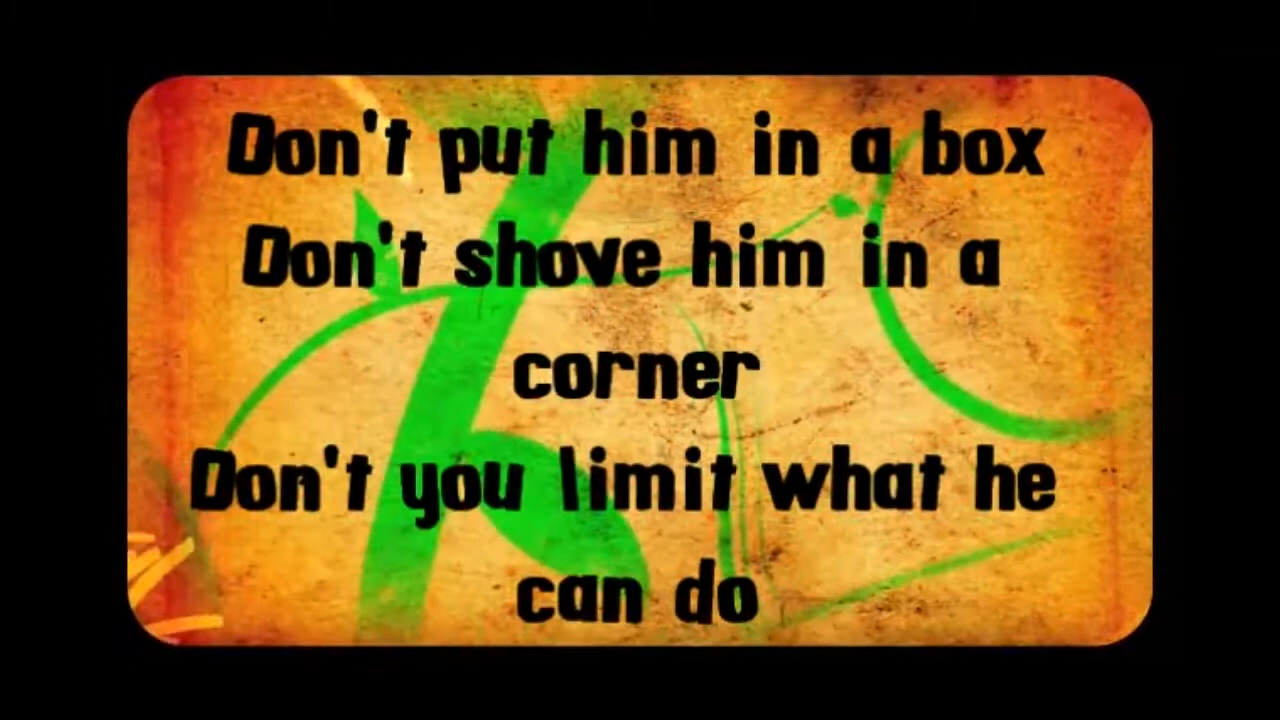 Don't put him in a box
Don't shove him in a
corner
Don't you limit what he
can do